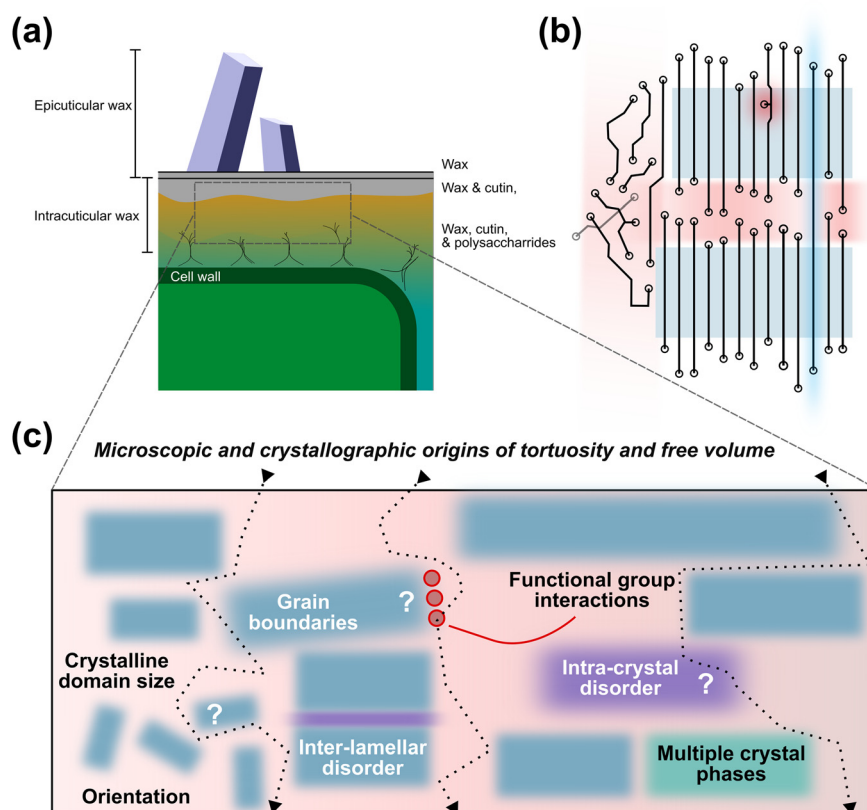 (a)
Epicuticular wax
Intracuticular wax
Wax
Wax & cutin,
Wax, cutin,
& polysaccharrides
Cell wall
(b)
(c)
Microscopic and crystallographic origins of tortuosity and free volume
Grain
boundaries
?
Functional group
interactions
Crystalline
domain size
?
Intra-crystal
disorder
?
Inter-lamellar
disorder
Multiple crystal
phases
Orientation